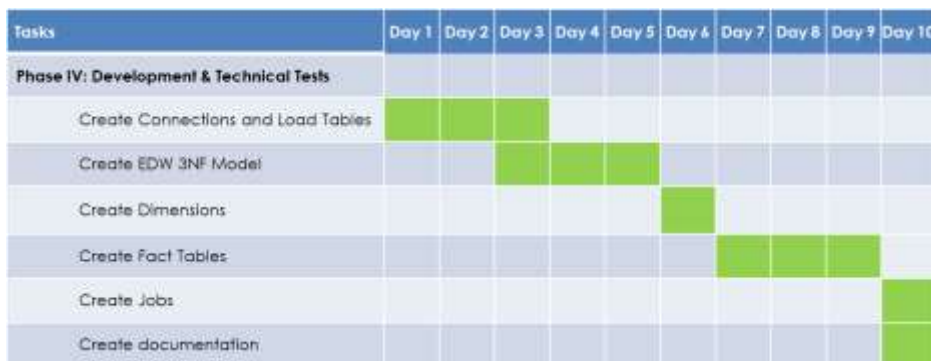 Tasks Day 1 Day 2 Day 3 Day 4 Day 5 Day 6 Day 7 Day 8 Day 9 Day 10
Phase IV: Development & Technical Tests
Create Connections and Load Tables
Create EDW 3NF Model
Create Dimensions
Create Fact Tables
Create Jobs
Create documentation